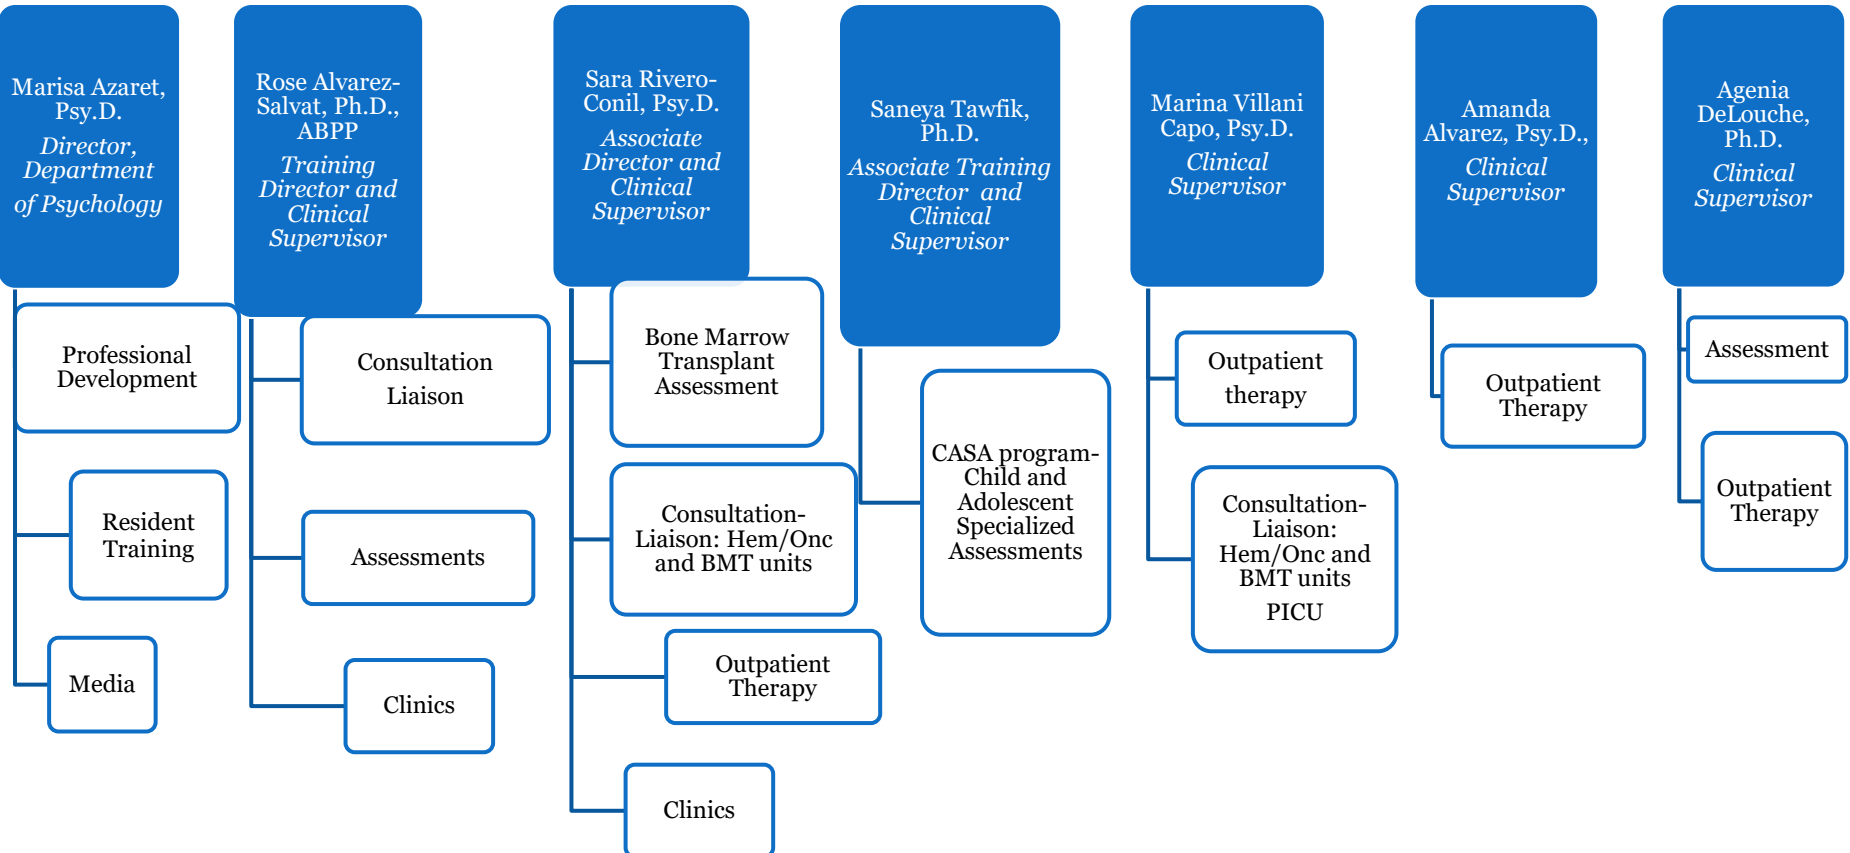 Marisa Azaret,
Psy.D.
Director,
Department
of Psychology
Professional
Development
Resident
Training
Media
Rose Alvarez-
Salvat, Ph.D.,
ABPP
Training
Director and
Clinical
Supervisor
Consultation
Liaison
Assessments
Clinics
Sara Rivero-
Conil, Psy.D.
Associate
Director and
Clinical
Supervisor
Bone Marrow
Transplant
Assessment
Consultation-
Liaison: Hem/Onc
and BMT units
Outpatient
Therapy
Clinics
Saneya Tawfik,
Ph.D.
Associate Training
Director and
Clinical
Supervisor
CASA program-
Child and
Adolescent
Specialized
Assessments
Marina Villani
Capo, Psy.D.
Clinical
Supervisor
Outpatient
therapy
Consultation-
Liaison:
Hem/Onc and
BMT units
PICU
Amanda
Alvarez, Psy.D.,
Clinical
Supervisor
Outpatient
Therapy
Agenia
DeLouche,
Ph.D.
Clinical
Supervisor
Assessment
Outpatient
Therapy